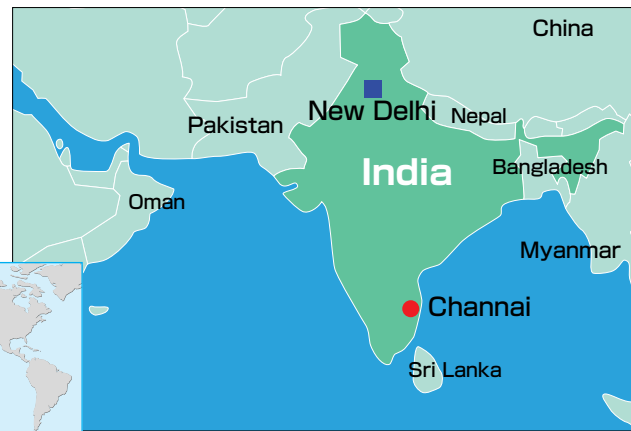 China
New Delhi
Nepal
Pakistan
India
Bangladesh
Oman
Myanmar
Channai
Sri Lanka